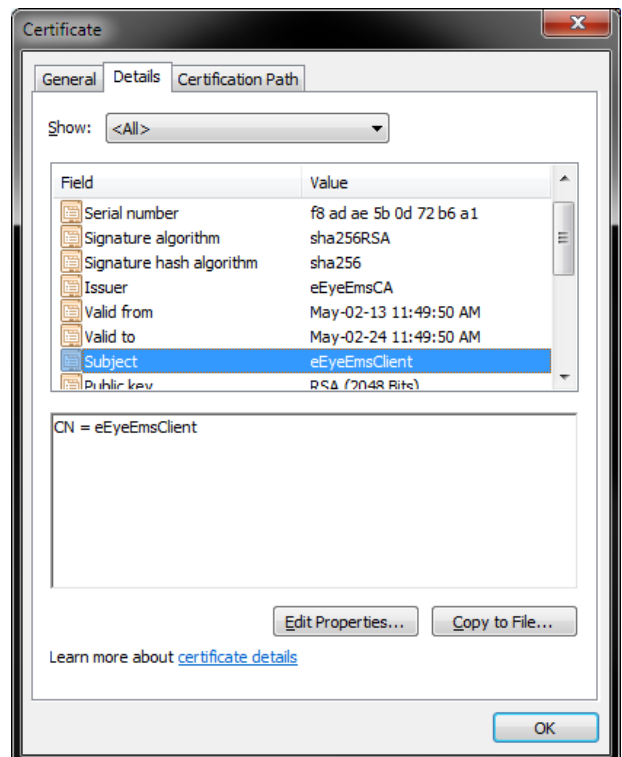 Certificate
General Details Certification Path
Show: <All>
Field Value
Serial number f8 ad ae 5b 0d 72 b6 a1
Signature algorithm sha256RSA
Signature hash algorithm sha256
Issuer eEyeEmsCA
Valid from May-02-13 11:49:50 AM
Valid to May-02-24 11:49:50 AM
Subject eEyeEmsClient
Public key RSA (2048 Bits)
CN = eEyeEmsClient
Edit Properties... Copy to File...
Learn more about certificate details
OK